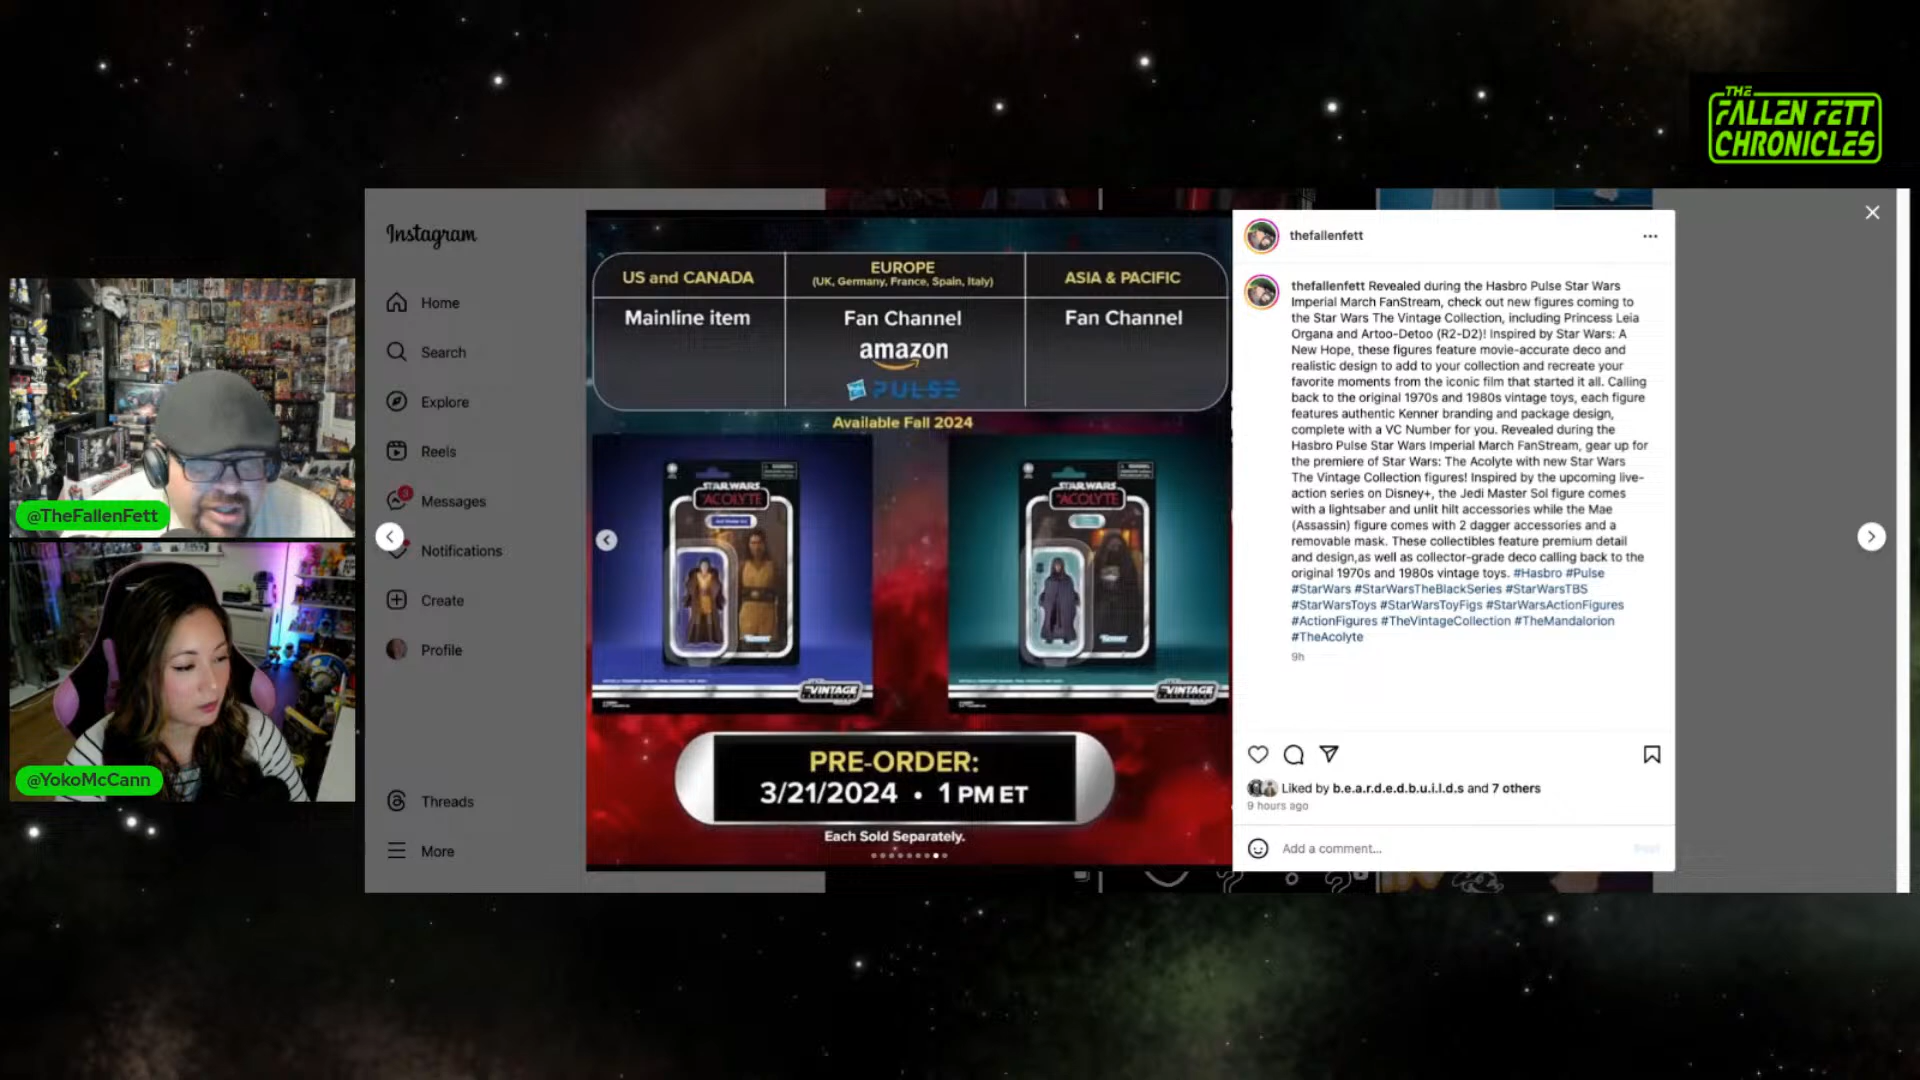 THE
FALLEN FETT
CHRONICLES
Instagram
Home
Search
Explore
Reels
3
Messages
Notifications
Create
Profile
Threads
More
@TheFallenFett
@YokoMcCann
US and CANADA
Mainline item
EUROPE
(UK, Germany, France, Spain, Italy)
Fan Channel
amazon
PULSE
ASIA & PACIFIC
Fan Channel
Available Fall 2024
STAR WARS
ACOLYTE
Kenner
VINTAGE
STAR WARS
ACOLYTE
Kenner
VINTAGE
PRE-ORDER:
3/21/2024 • 1 PM ET
Each Sold Separately.
thefallenfett
thefallenfett Revealed during the Hasbro Pulse Star Wars
Imperial March FanStream, check out new figures coming to
the Star Wars The Vintage Collection, including Princess Leia
Organa and Artoo-Detoo (R2-D2)! Inspired by Star Wars: A
New Hope, these figures feature movie-accurate deco and
realistic design to add to your collection and recreate your
favorite moments from the iconic film that started it all. Calling
back to the original 1970s and 1980s vintage toys, each figure
features authentic Kenner branding and package design,
complete with a VC Number for you. Revealed during the
Hasbro Pulse Star Wars Imperial March FanStream, gear up for
the premiere of Star Wars: The Acolyte with new Star Wars
The Vintage Collection figures! Inspired by the upcoming live-
action series on Disney+, the Jedi Master Sol figure comes
with a lightsaber and unlit hilt accessories while the Mae
(Assassin) figure comes with 2 dagger accessories and a
removable mask. These collectibles feature premium detail
and design,as well as collector-grade deco calling back to the
original 1970s and 1980s vintage toys. #Hasbro #Pulse
#StarWars #StarWarsTheBlackSeries #StarWarsTBS
#StarWarsToys #StarWarsToyFigs #StarWarsActionFigures
#ActionFigures #TheVintageCollection #TheMandalorion
#TheAcolyte
9h
Liked by b.e.a.r.d.e.d.b.u.i.l.d.s and 7 others
9 hours ago
Add a comment...